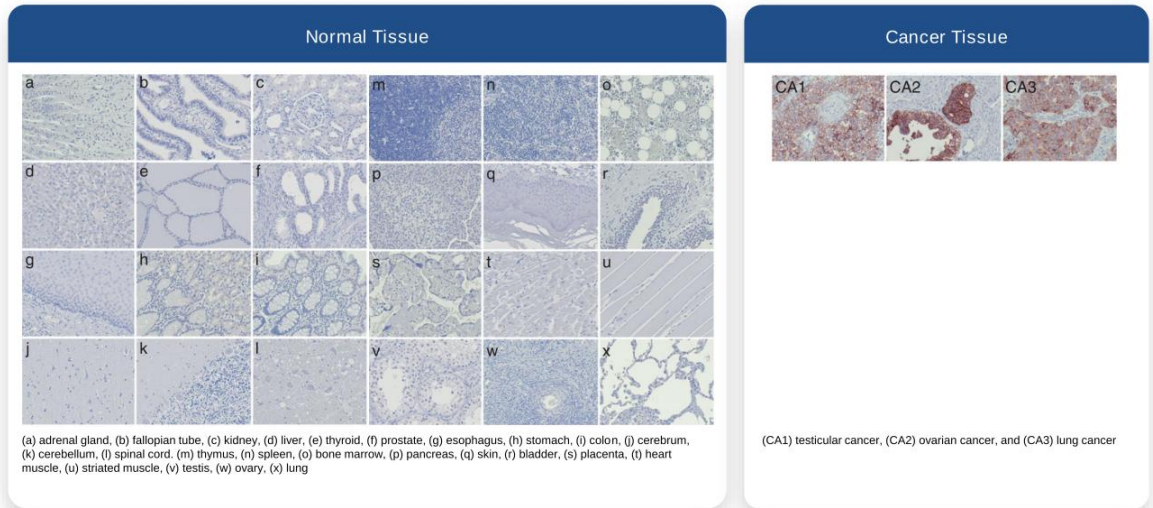 Normal Tissue
a b c m n o
d e f p q r
g h i s t u
j k l v w x
(a) adrenal gland, (b) fallopian tube, (c) kidney, (d) liver, (e) thyroid, (f) prostate, (g) esophagus, (h) stomach, (i) colon, (j) cerebrum,
(k) cerebellum, (l) spinal cord. (m) thymus, (n) spleen, (o) bone marrow, (p) pancreas, (q) skin, (r) bladder, (s) placenta, (t) heart
muscle, (u) striated muscle, (v) testis, (w) ovary, (x) lung
Cancer Tissue
CA1 CA2 CA3
(CA1) testicular cancer, (CA2) ovarian cancer, and (CA3) lung cancer